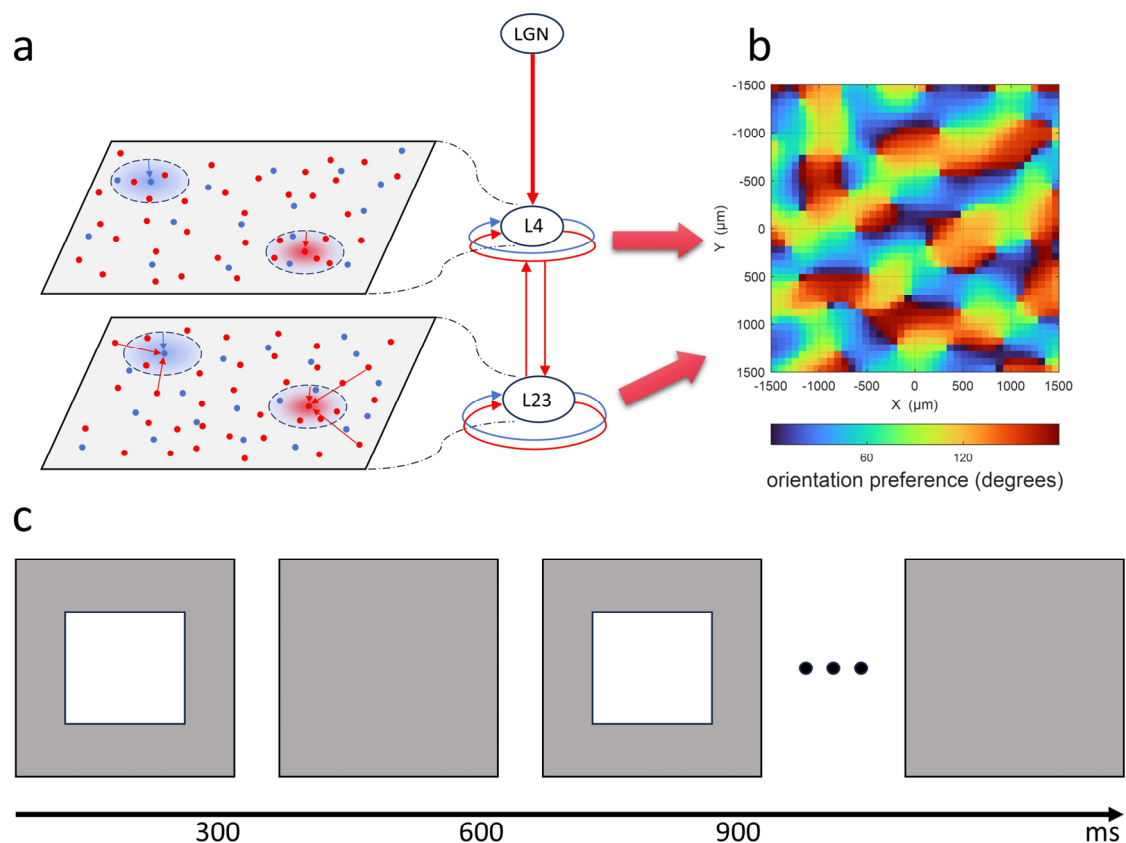 a
LGN
b
L4
L23
-1500
-1000
-500
0
500
1000
1500
Y (μm)
-1500 -1000 -500 0 500 1000 1500
X (μm)
60 120
orientation preference (degrees)
c
300 600 900 ms